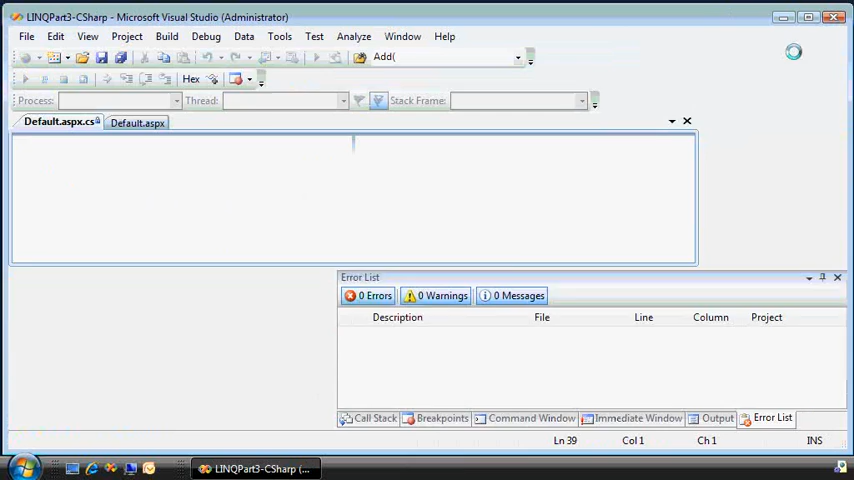 LINQPart3-CSharp - Microsoft Visual Studio (Administrator)
File Edit View Project Build Debug Data Tools Test Analyze Window Help
Add(
Hex
Process: Thread: Stack Frame:
Default.aspx.cs Default.aspx
Error List
0 Errors 0 Warnings 0 Messages
Description File Line Column Project
Call Stack Breakpoints Command Window Immediate Window Output Error List
Ln 39 Col 1 Ch 1 INS
LINQPart3-CSharp (...